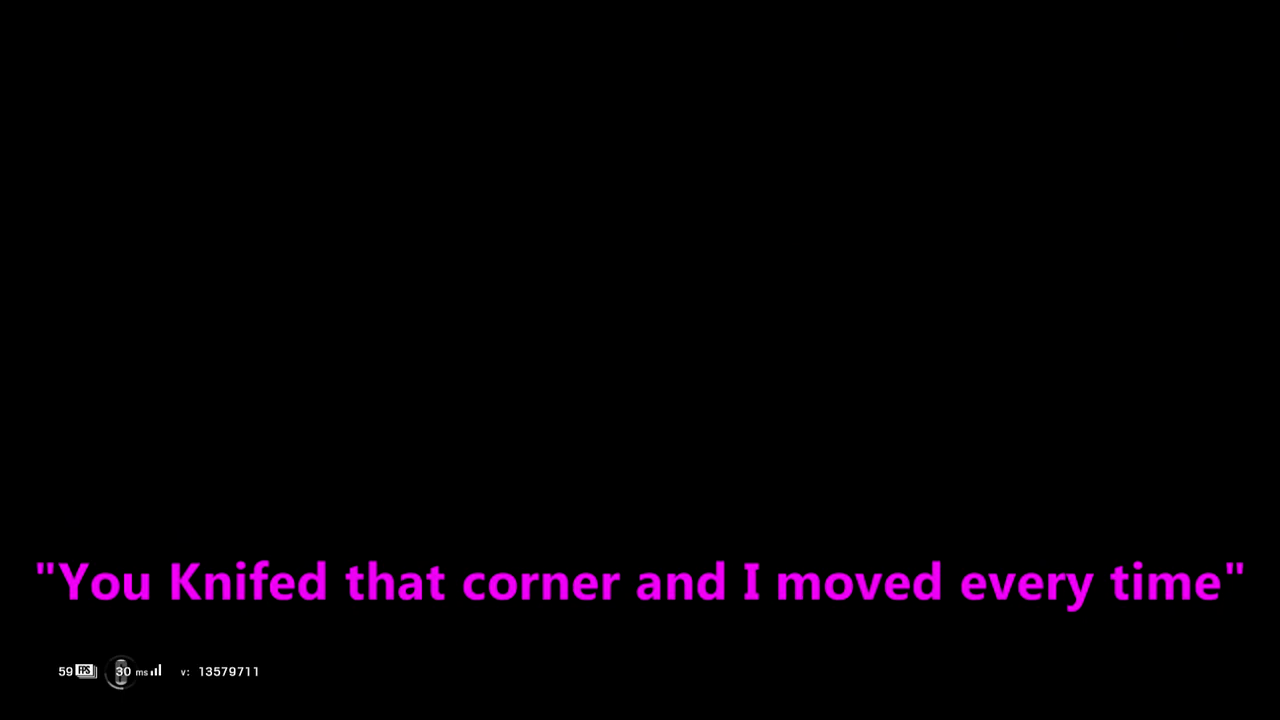 "You Knifed that corner and I moved every time"
59 FPS 30 ms v: 13579711